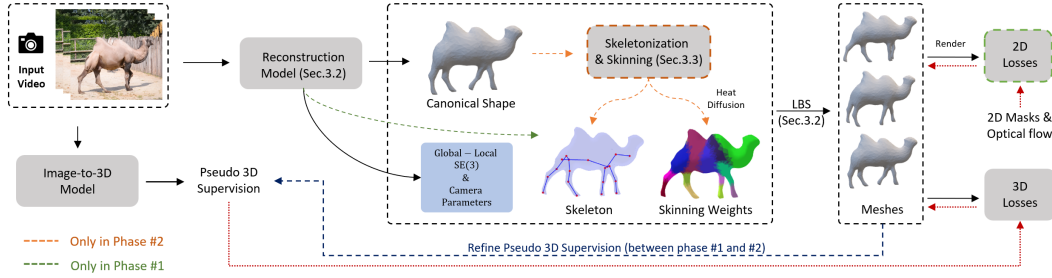 Input
Video
Reconstruction
Model (Sec.3.2)
Canonical Shape
Skeletonization
& Skinning (Sec.3.3)
Heat
Diffusion
Global – Local
SE(3)
&
Camera
Parameters
Skeleton
Skinning Weights
LBS
(Sec.3.2)
Meshes
Render
2D
Losses
2D Masks &
Optical flow
3D
Losses
Image-to-3D
Model
Pseudo 3D
Supervision
Refine Pseudo 3D Supervision (between phase #1 and #2)
Only in Phase #2
Only in Phase #1